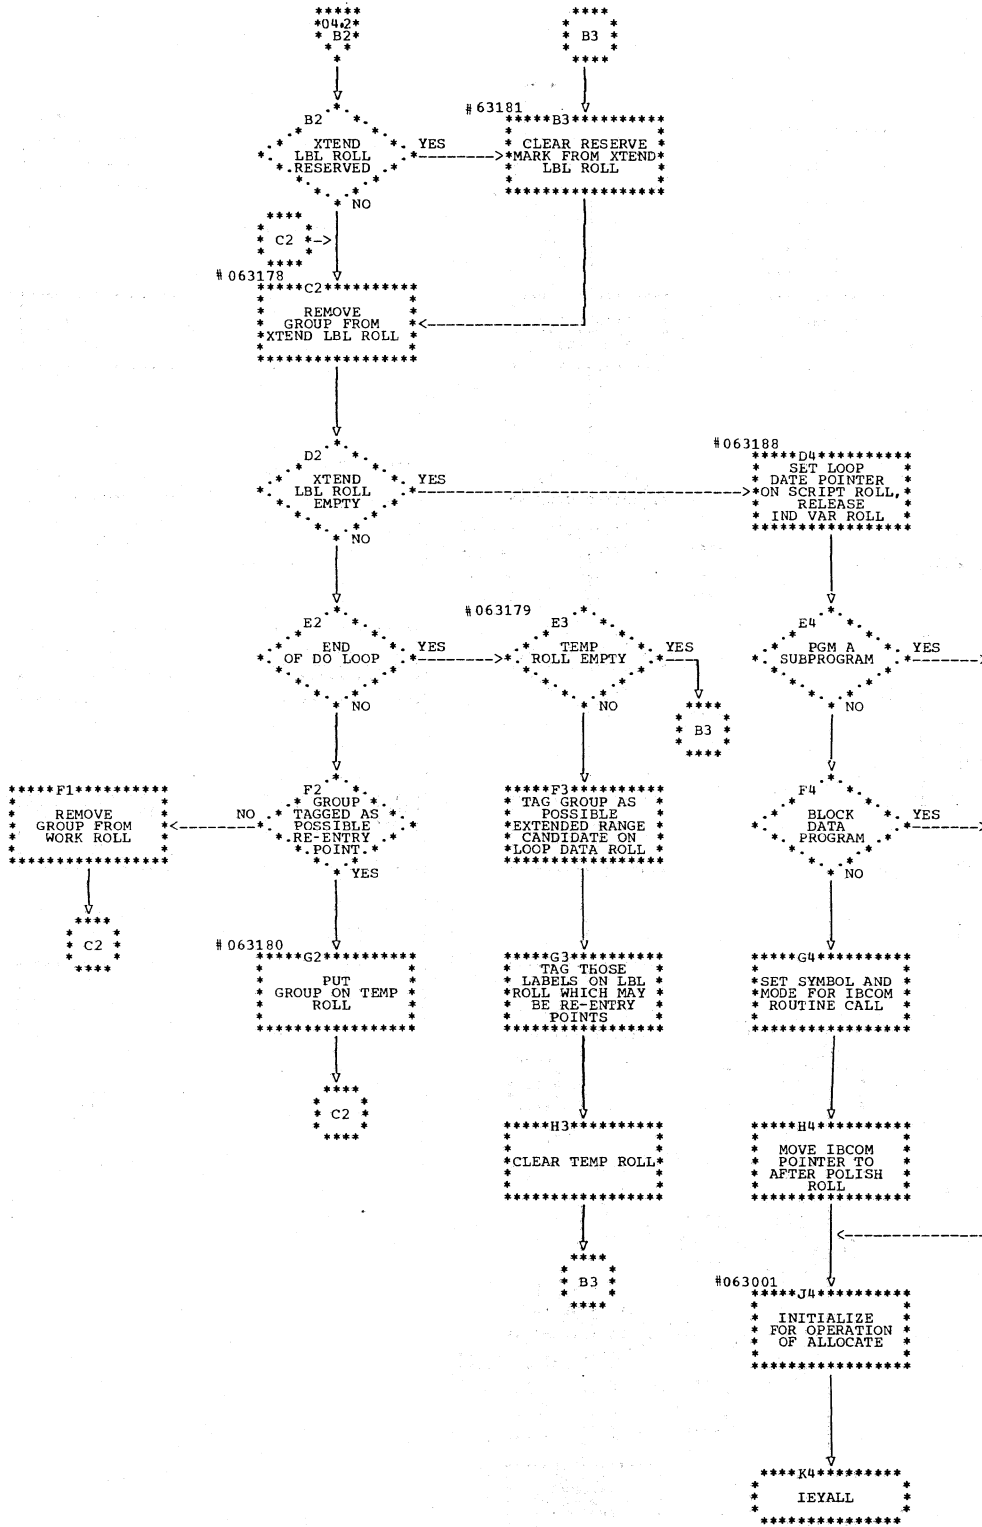 04.2
B2
B3
#63181
B2
XTEND
LBL ROLL
RESERVED
YES
NO
B3
CLEAR RESERVE
MARK FROM XTEND
LBL ROLL
C2
#063178
C2
REMOVE
GROUP FROM
XTEND LBL ROLL
D2
XTEND
LBL ROLL
EMPTY
YES
NO
#063188
D4
SET LOOP
DATE POINTER
ON SCRIPT ROLL,
RELEASE
IND VAR ROLL
E2
END
OF DO LOOP
YES
NO
#063179
E3
TEMP
ROLL EMPTY
YES
NO
B3
E4
PGM A
SUBPROGRAM
YES
NO
F1
REMOVE
GROUP FROM
WORK ROLL
C2
F2
GROUP
TAGGED AS
POSSIBLE
RE-ENTRY
POINT
NO
YES
F3
TAG GROUP AS
POSSIBLE
EXTENDED RANGE
CANDIDATE ON
LOOP DATA ROLL
F4
BLOCK
DATA
PROGRAM
YES
NO
#063180
G2
PUT
GROUP ON TEMP
ROLL
C2
G3
TAG THOSE
LABELS ON LBL
ROLL WHICH MAY
BE RE-ENTRY
POINTS
G4
SET SYMBOL AND
MODE FOR IBCOM
ROUTINE CALL
H3
CLEAR TEMP ROLL
B3
H4
MOVE IBCOM
POINTER TO
AFTER POLISH
ROLL
#063001
J4
INITIALIZE
FOR OPERATION
OF ALLOCATE
K4
IEYALL